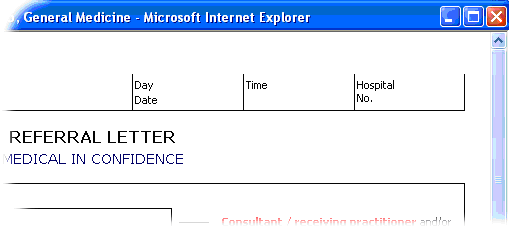 , General Medicine - Microsoft Internet Explorer
Day Time Hospital
Date No.
REFERRAL LETTER
MEDICAL IN CONFIDENCE
Consultant / receiving practitioner and/or